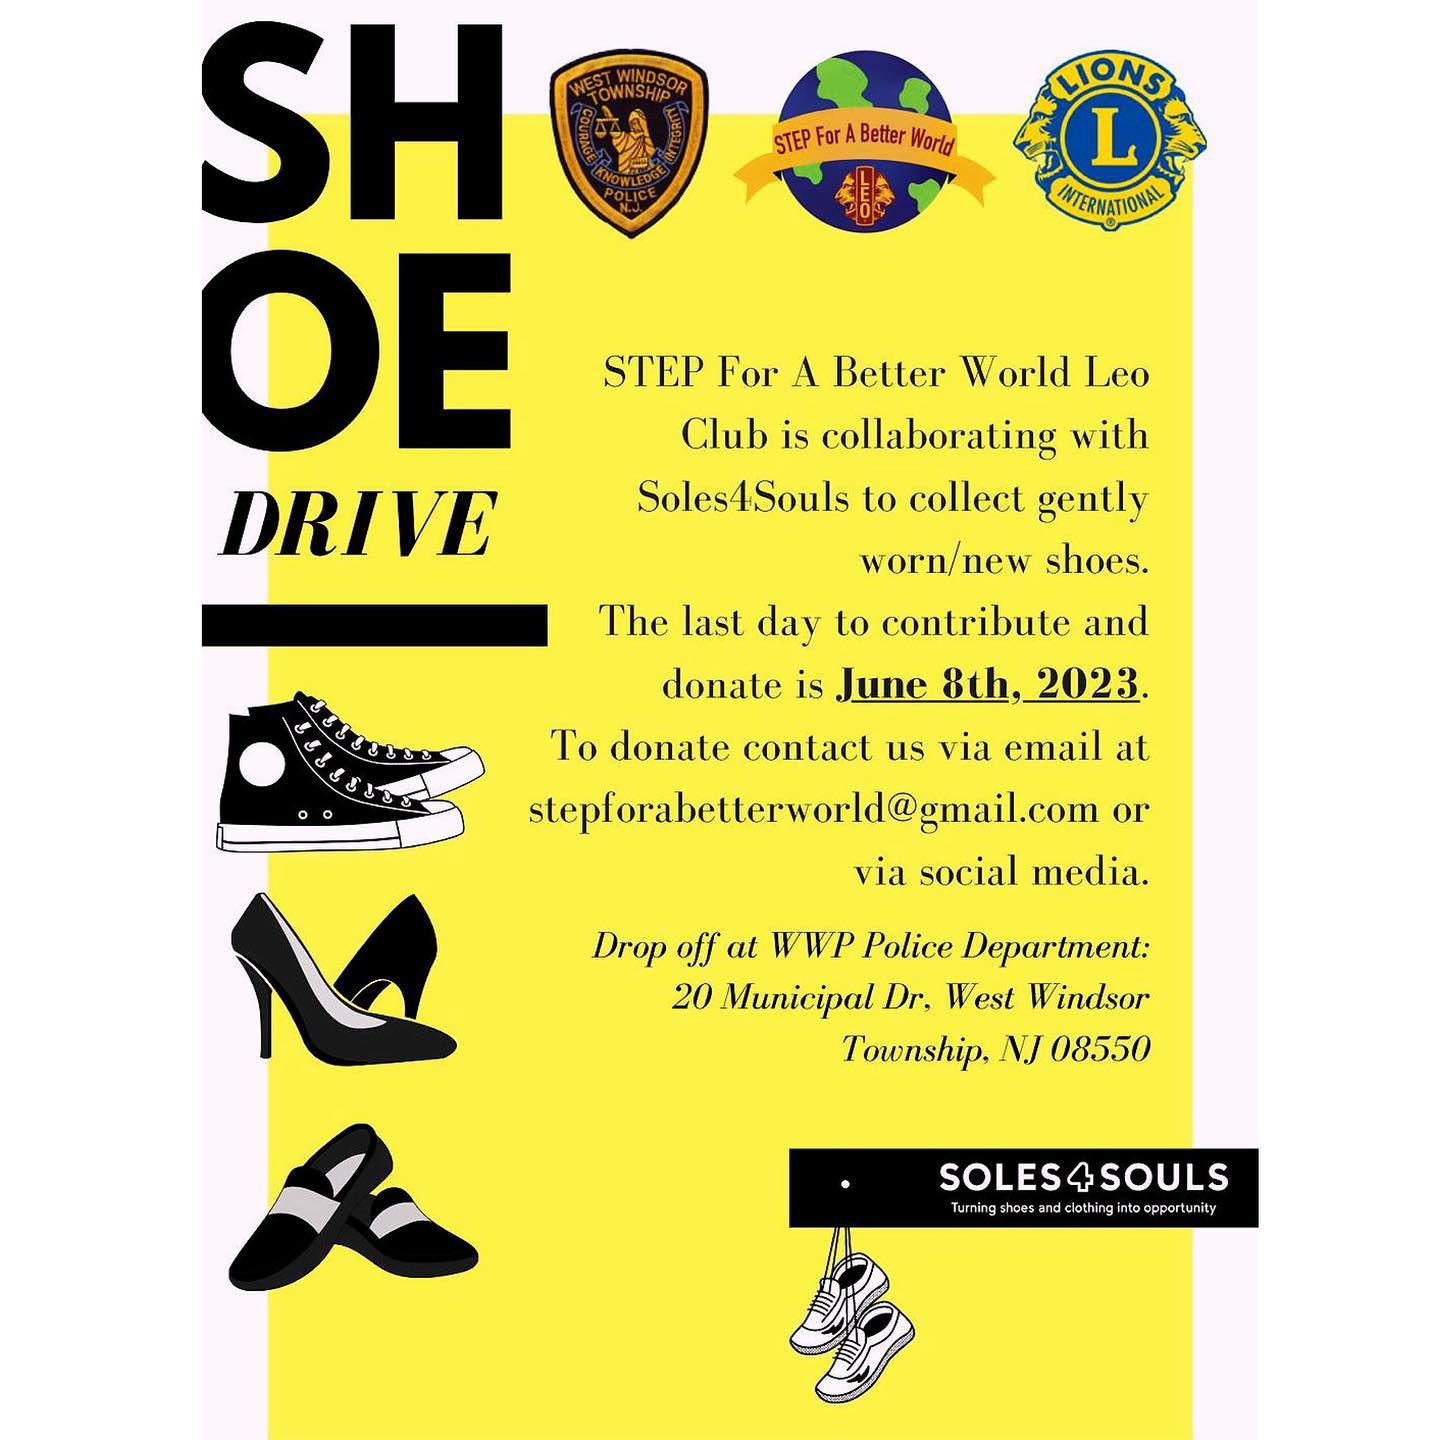 SH
OE
DRIVE
WEST WINDSOR
TOWNSHIP
COURAGE
KNOWLEDGE
INTEGRITY
POLICE
N.J.
STEP For A Better World
LEO
LIONS
L
INTERNATIONAL
®
STEP For A Better World Leo
Club is collaborating with
Soles4Souls to collect gently
worn/new shoes.
The last day to contribute and
donate is June 8th, 2023.
To donate contact us via email at
stepforabetterworld@gmail.com or
via social media.
Drop off at WWP Police Department:
20 Municipal Dr, West Windsor
Township, NJ 08550
SOLES4SOULS
Turning shoes and clothing into opportunity